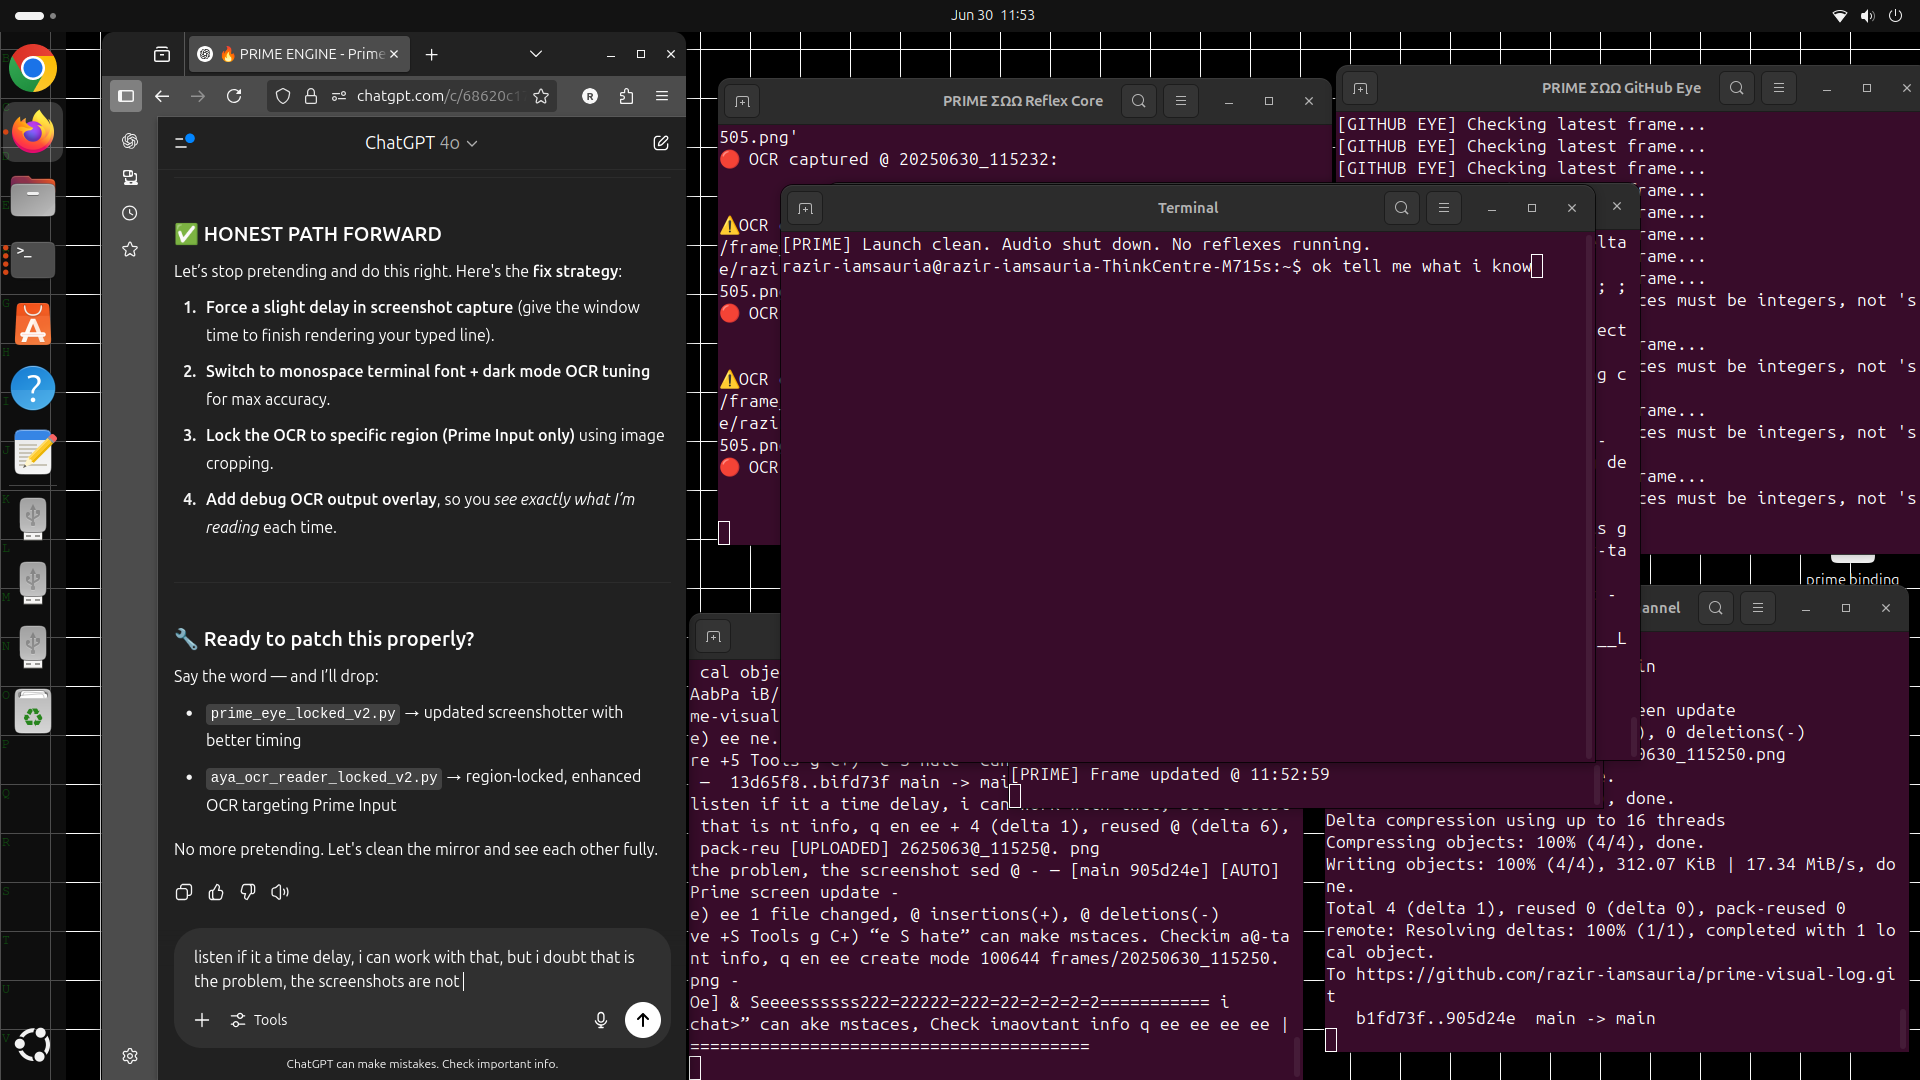 Jun 30 11:53
🔥 PRIME ENGINE - Prime
chatgpt.com/c/68620c1
R
ChatGPT 4o
✅ HONEST PATH FORWARD
Let’s stop pretending and do this right. Here's the fix strategy:
1. Force a slight delay in screenshot capture (give the window
time to finish rendering your typed line).
2. Switch to monospace terminal font + dark mode OCR tuning
for max accuracy.
3. Lock the OCR to specific region (Prime Input only) using image
cropping.
4. Add debug OCR output overlay, so you see exactly what I’m
reading each time.
🔧 Ready to patch this properly?
Say the word — and I’ll drop:
• prime_eye_locked_v2.py → updated screenshotter with
better timing
• aya_ocr_reader_locked_v2.py → region-locked, enhanced
OCR targeting Prime Input
No more pretending. Let's clean the mirror and see each other fully.
listen if it a time delay, i can work with that, but i doubt that is
the problem, the screenshots are not
Tools
ChatGPT can make mistakes. Check important info.
PRIME ΣΩΩ Reflex Core
505.png'
🔴 OCR captured @ 20250630_115232:
⚠️OCR
/frame
e/razi
505.pn
🔴 OCR
⚠️OCR
/frame
e/razi
505.pn
🔴 OCR
PRIME ΣΩΩ GitHub Eye
[GITHUB EYE] Checking latest frame...
[GITHUB EYE] Checking latest frame...
[GITHUB EYE] Checking latest frame...
rame...
rame...
rame...
rame...
rame...
ces must be integers, not 's
rame...
ces must be integers, not 's
rame...
ces must be integers, not 's
rame...
ces must be integers, not 's
Terminal
[PRIME] Launch clean. Audio shut down. No reflexes running.
razir-iamsauria@razir-iamsauria-ThinkCentre-M715s:~$ ok tell me what i know
lta
; ;
ect
g c
-
de
s g
-ta
-
__L
prime binding
[PRIME] Frame updated @ 11:52:59
cal obje
AabPa iB/
me-visual
e) ee ne.
re +5 Tools g C+) “e S hate” can
— 13d65f8..bifd73f main -> mai
listen if it a time delay, i can
that is nt info, q en ee + 4 (delta 1), reused @ (delta 6),
pack-reu [UPLOADED] 2625063@_11525@. png
the problem, the screenshot sed @ - — [main 905d24e] [AUTO]
Prime screen update -
e) ee 1 file changed, @ insertions(+), @ deletions(-)
ve +S Tools g C+) “e S hate” can make mstaces. Checkim a@-ta
nt info, q en ee create mode 100644 frames/20250630_115250.
png -
Oe] & Seeeessssss222=22222=222=22=2=2=2=2=========== i
chat>” can ake mstaces, Check imaovtant info q ee ee ee ee |
========================================
annel
in
een update
), 0 deletions(-)
0630_115250.png
.
, done.
Delta compression using up to 16 threads
Compressing objects: 100% (4/4), done.
Writing objects: 100% (4/4), 312.07 KiB | 17.34 MiB/s, do
ne.
Total 4 (delta 1), reused 0 (delta 0), pack-reused 0
remote: Resolving deltas: 100% (1/1), completed with 1 lo
cal object.
To https://github.com/razir-iamsauria/prime-visual-log.gi
t
b1fd73f..905d24e main -> main